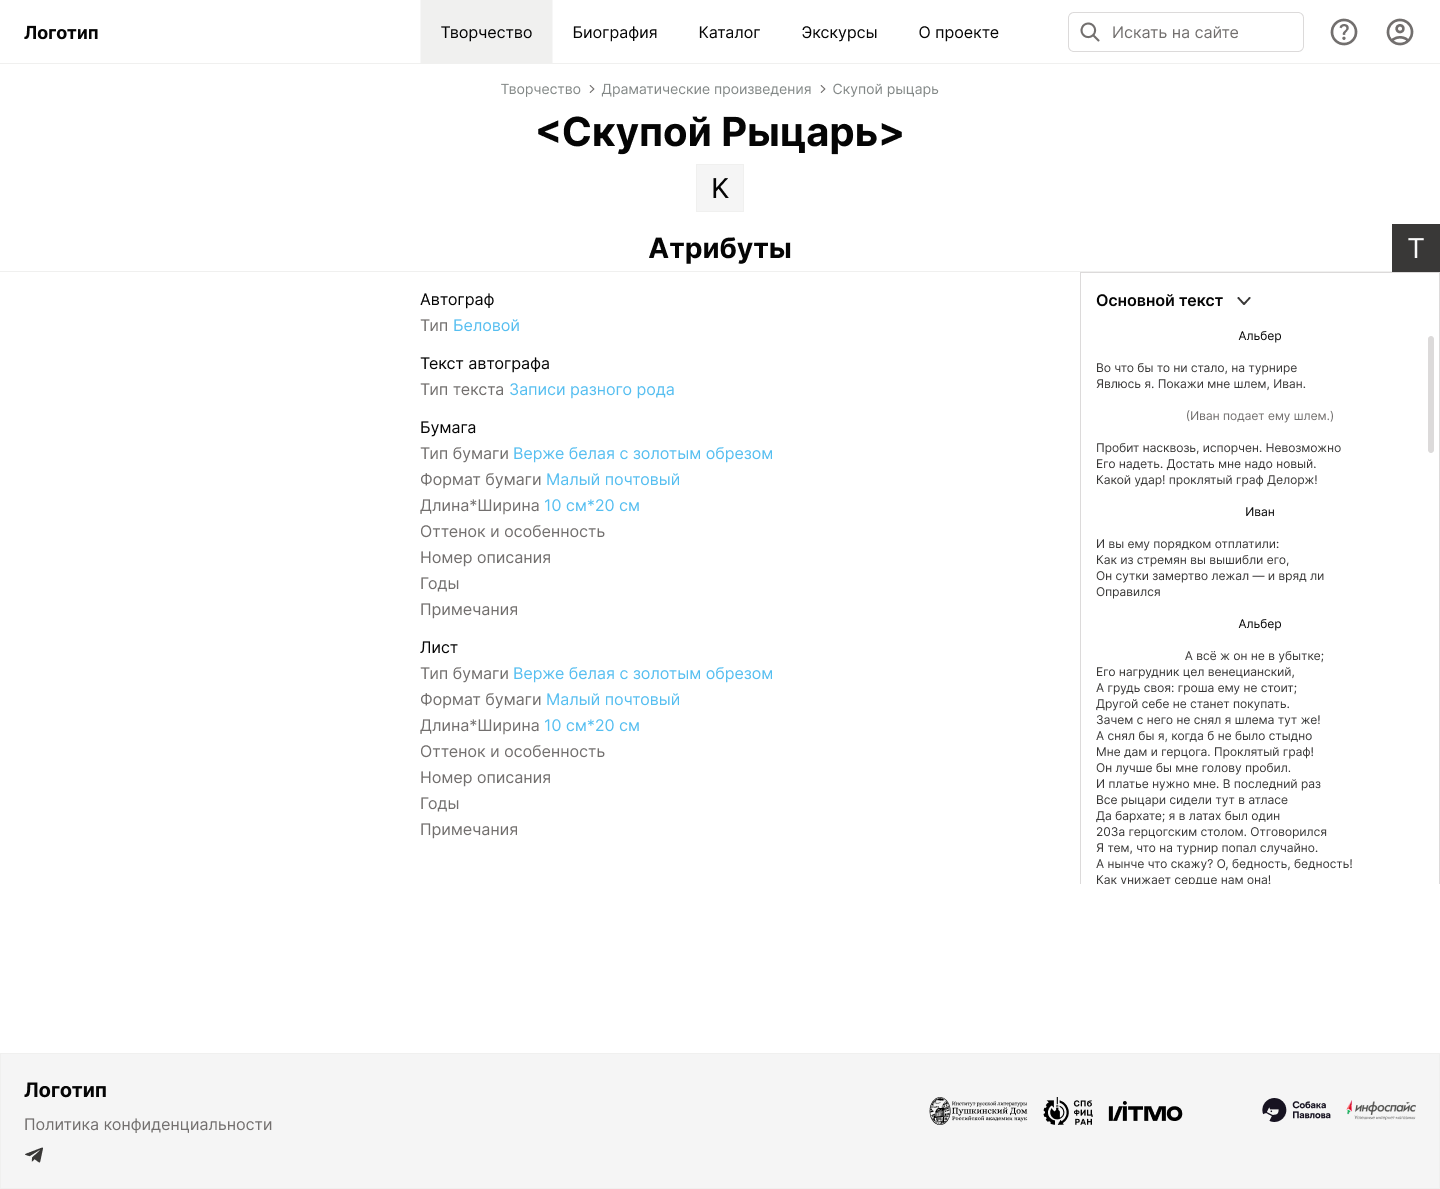 Логотип
Творчество
Биография
Каталог
Экскурсы
О проекте
Искать на сайте
Творчество
Драматические произведения
Скупой рыцарь
<Скупой Рыцарь>
К
Атрибуты
Т
Автограф
Тип Беловой
Текст автографа
Тип текста Записи разного рода
Бумага
Тип бумаги Верже белая с золотым обрезом
Формат бумаги Малый почтовый
Длина*Ширина 10 см*20 см
Оттенок и особенность
Номер описания
Годы
Примечания
Лист
Тип бумаги Верже белая с золотым обрезом
Формат бумаги Малый почтовый
Длина*Ширина 10 см*20 см
Оттенок и особенность
Номер описания
Годы
Примечания
Основной текст
Альбер
Во что бы то ни стало, на турнире
Явлюсь я. Покажи мне шлем, Иван.
(Иван подает ему шлем.)
Пробит насквозь, испорчен. Невозможно
Его надеть. Достать мне надо новый.
Какой удар! проклятый граф Делорж!
Иван
И вы ему порядком отплатили:
Как из стремян вы вышибли его,
Он сутки замертво лежал — и вряд ли
Оправился
Альбер
А всё ж он не в убытке;
Его нагрудник цел венецианский,
А грудь своя: гроша ему не стоит;
Другой себе не станет покупать.
Зачем с него не снял я шлема тут же!
А снял бы я, когда б не было стыдно
Мне дам и герцога. Проклятый граф!
Он лучше бы мне голову пробил.
И платье нужно мне. В последний раз
Все рыцари сидели тут в атласе
Да бархате; я в латах был один
20За герцогским столом. Отговорился
Я тем, что на турнир попал случайно.
А нынче что скажу? О, бедность, бедность!
Как унижает сердце нам она!
Логотип
Политика конфиденциальности
Институт русской литературы
Пушкинский Дом
Российской академии наук
СПб
ФИЦ
РАН
ИТМО
Собака
Павлова
инфоспайс